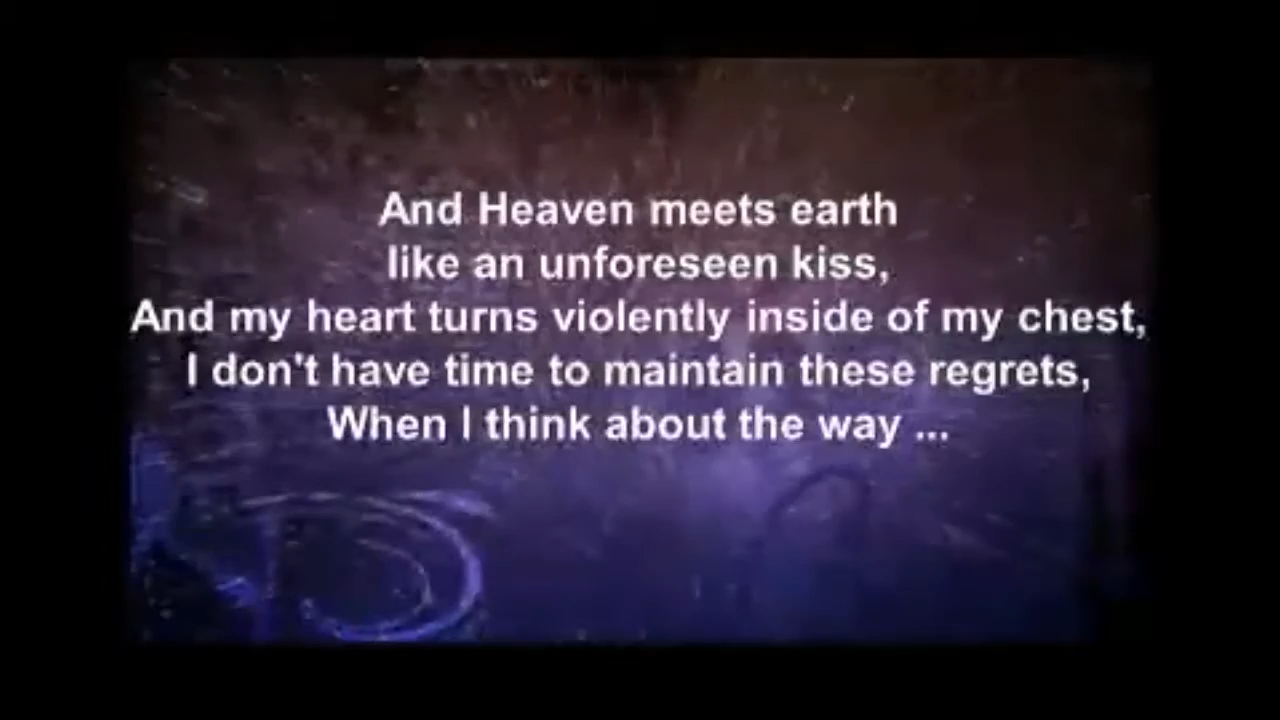 And Heaven meets earth
like an unforeseen kiss,
And my heart turns violently inside of my chest,
I don't have time to maintain these regrets,
When I think about the way ...